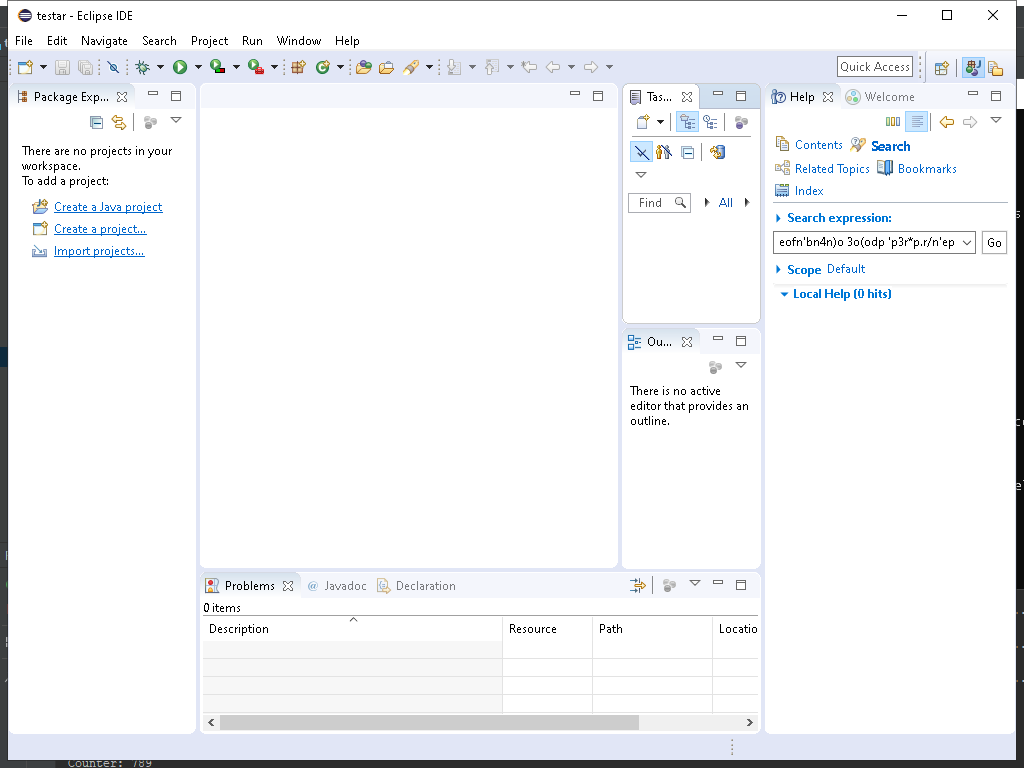 testar - Eclipse IDE
File Edit Navigate Search Project Run Window Help
Quick Access
Package Exp...
There are no projects in your
workspace.
To add a project:
Create a Java project
Create a project...
Import projects...
Tas...
Find
All
Ou...
There is no active
editor that provides an
outline.
Help Welcome
Contents Search
Related Topics Bookmarks
Index
Search expression:
eofn'bn4n)o 3o(odp 'p3r*p.r/n'ep Go
Scope Default
Local Help (0 hits)
Problems @ Javadoc Declaration
0 items
Description Resource Path Locatio
Counter: 789